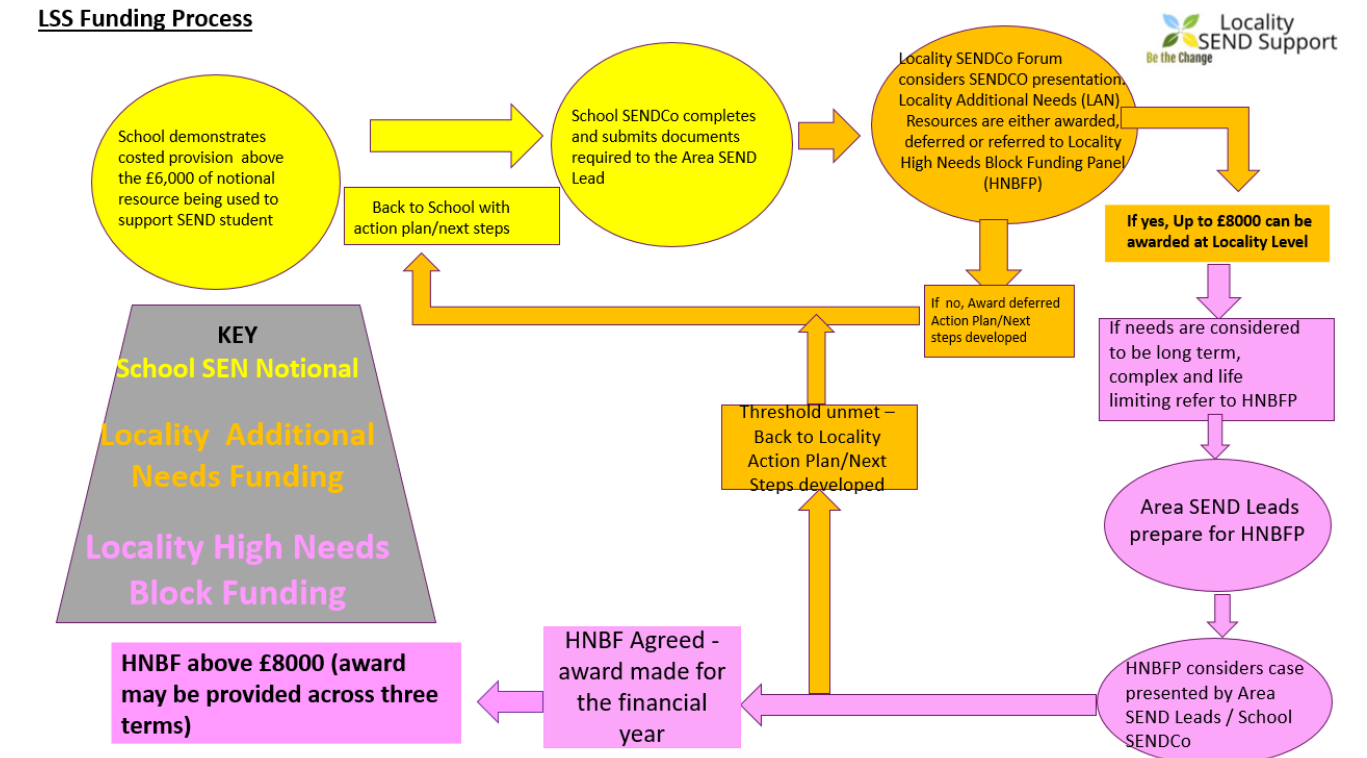 LSS Funding Process
Locality
SEND Support
Be the Change
School demonstrates
costed provision  above
the £6,000 of notional
resource being used to
support SEND student
Back to School with
action plan/next steps
School SENDCo completes
and submits documents
required to the Area SEND
Lead
Locality SENDCo Forum
considers SENDCO presentation.
Locality Additional Needs (LAN)
Resources are either awarded,
deferred or referred to Locality
High Needs Block Funding Panel
(HNBFP)
If yes, Up to £8000 can be
awarded at Locality Level
If  no, Award deferred
Action Plan/Next
steps developed
If needs are considered
to be long term,
complex and life
limiting refer to HNBFP
KEY
School SEN Notional
Locality  Additional
Needs Funding
Locality High Needs
Block Funding
Threshold unmet –
Back to Locality
Action Plan/Next
Steps developed
Area SEND Leads
prepare for HNBFP
HNBFP considers case
presented by Area
SEND Leads / School
SENDCo
HNBF Agreed -
award made for
the financial
year
HNBF above £8000 (award
may be provided across three
terms)